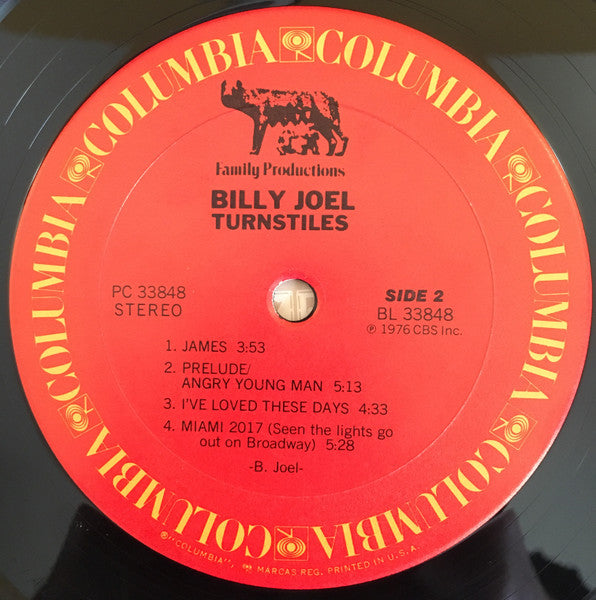 COLUMBIA COLUMBIA COLUMBIA COLUMBIA COLUMBIA COLUMBIA
Family Productions
BILLY JOEL
TURNSTILES
PC 33848
STEREO
SIDE 2
BL 33848
℗ 1976 CBS Inc.
1. JAMES 3:53
2. PRELUDE/
ANGRY YOUNG MAN 5:13
3. I'VE LOVED THESE DAYS 4:33
4. MIAMI 2017 (Seen the lights go
out on Broadway) 5:28
-B. Joel-
®"COLUMBIA", MARCAS REG. PRINTED IN U.S.A.